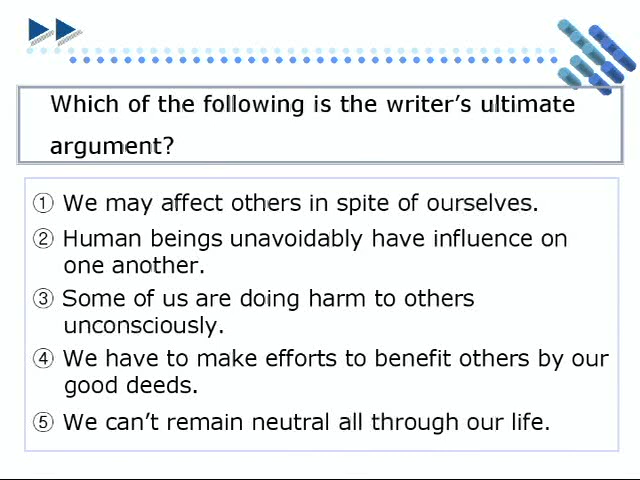 Which of the following is the writer's ultimate
argument?
① We may affect others in spite of ourselves.
② Human beings unavoidably have influence on
one another.
③ Some of us are doing harm to others
unconsciously.
④ We have to make efforts to benefit others by our
good deeds.
⑤ We can't remain neutral all through our life.